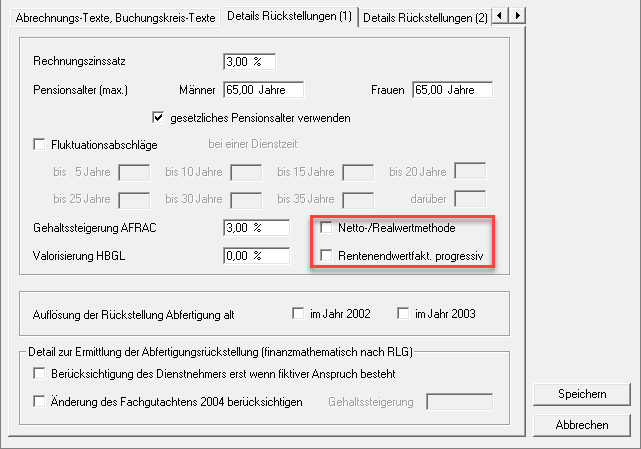 Abrechnungs-Texte, Buchungskreis-Texte Details Rückstellungen (1) Details Rückstellungen (2)
Rechnungszinssatz 3,00 %
Pensionsalter (max.) Männer 65,00 Jahre Frauen 65,00 Jahre
gesetzliches Pensionsalter verwenden
Fluktuationsabschläge bei einer Dienstzeit
bis 5 Jahre bis 10 Jahre bis 15 Jahre bis 20 Jahre
bis 25 Jahre bis 30 Jahre bis 35 Jahre darüber
Gehaltssteigerung AFRAC 3,00 % Netto-/Realwertmethode
Valorisierung HBGL 0,00 % Rentenendwertfakt. progressiv
Auflösung der Rückstellung Abfertigung alt im Jahr 2002 im Jahr 2003
Detail zur Ermittlung der Abfertigungsrückstellung (finanzmathematisch nach RLG)
Berücksichtigung des Dienstnehmers erst wenn fiktiver Anspruch besteht
Änderung des Fachgutachtens 2004 berücksichtigen Gehaltssteigerung
Speichern
Abbrechen